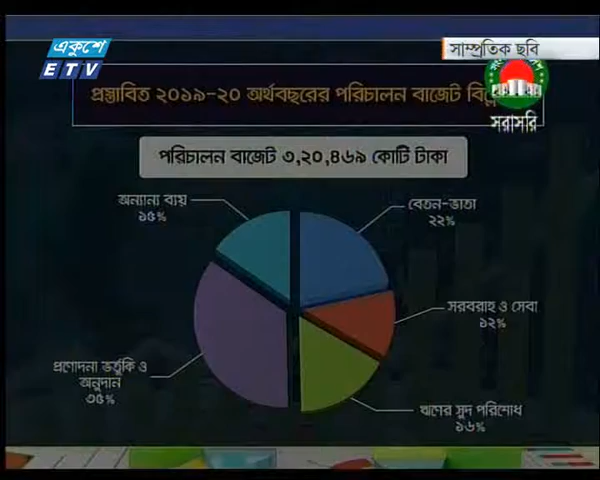 একুশে
ETV
সাম্প্রতিক ছবি
সরাসরি
প্রস্তাবিত ২০১৯-২০ অর্থবছরের পরিচালন বাজেট
পরিচালন বাজেট ৩,২০,৪৬৯ কোটি টাকা
অন্যান্য ব্যয়
১৫%
বেতন-ভাতা
২২%
সরবরাহ ও সেবা
১২%
প্রণোদনা ভর্তুকি ও
অনুদান
৩৫%
ঋণের সুদ পরিশোধ
১৬%